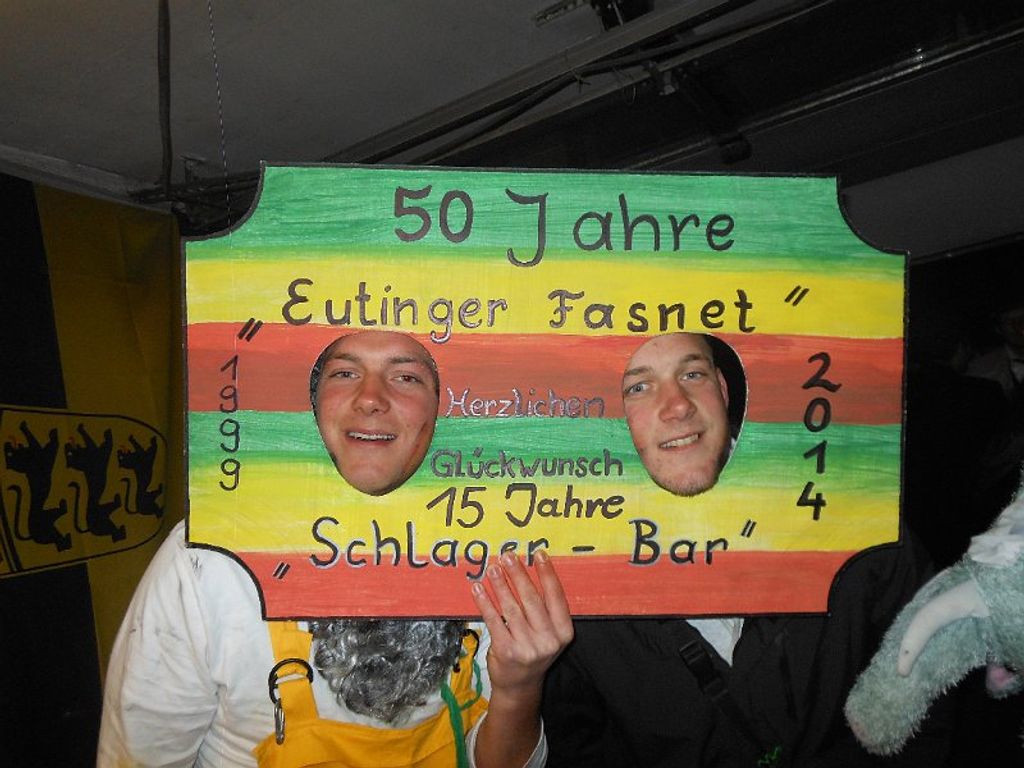 50 Jahre
„Eutinger Fasnet"
1999
Herzlichen
2014
Glückwunsch
15 Jahre
„Schlager - Bar"